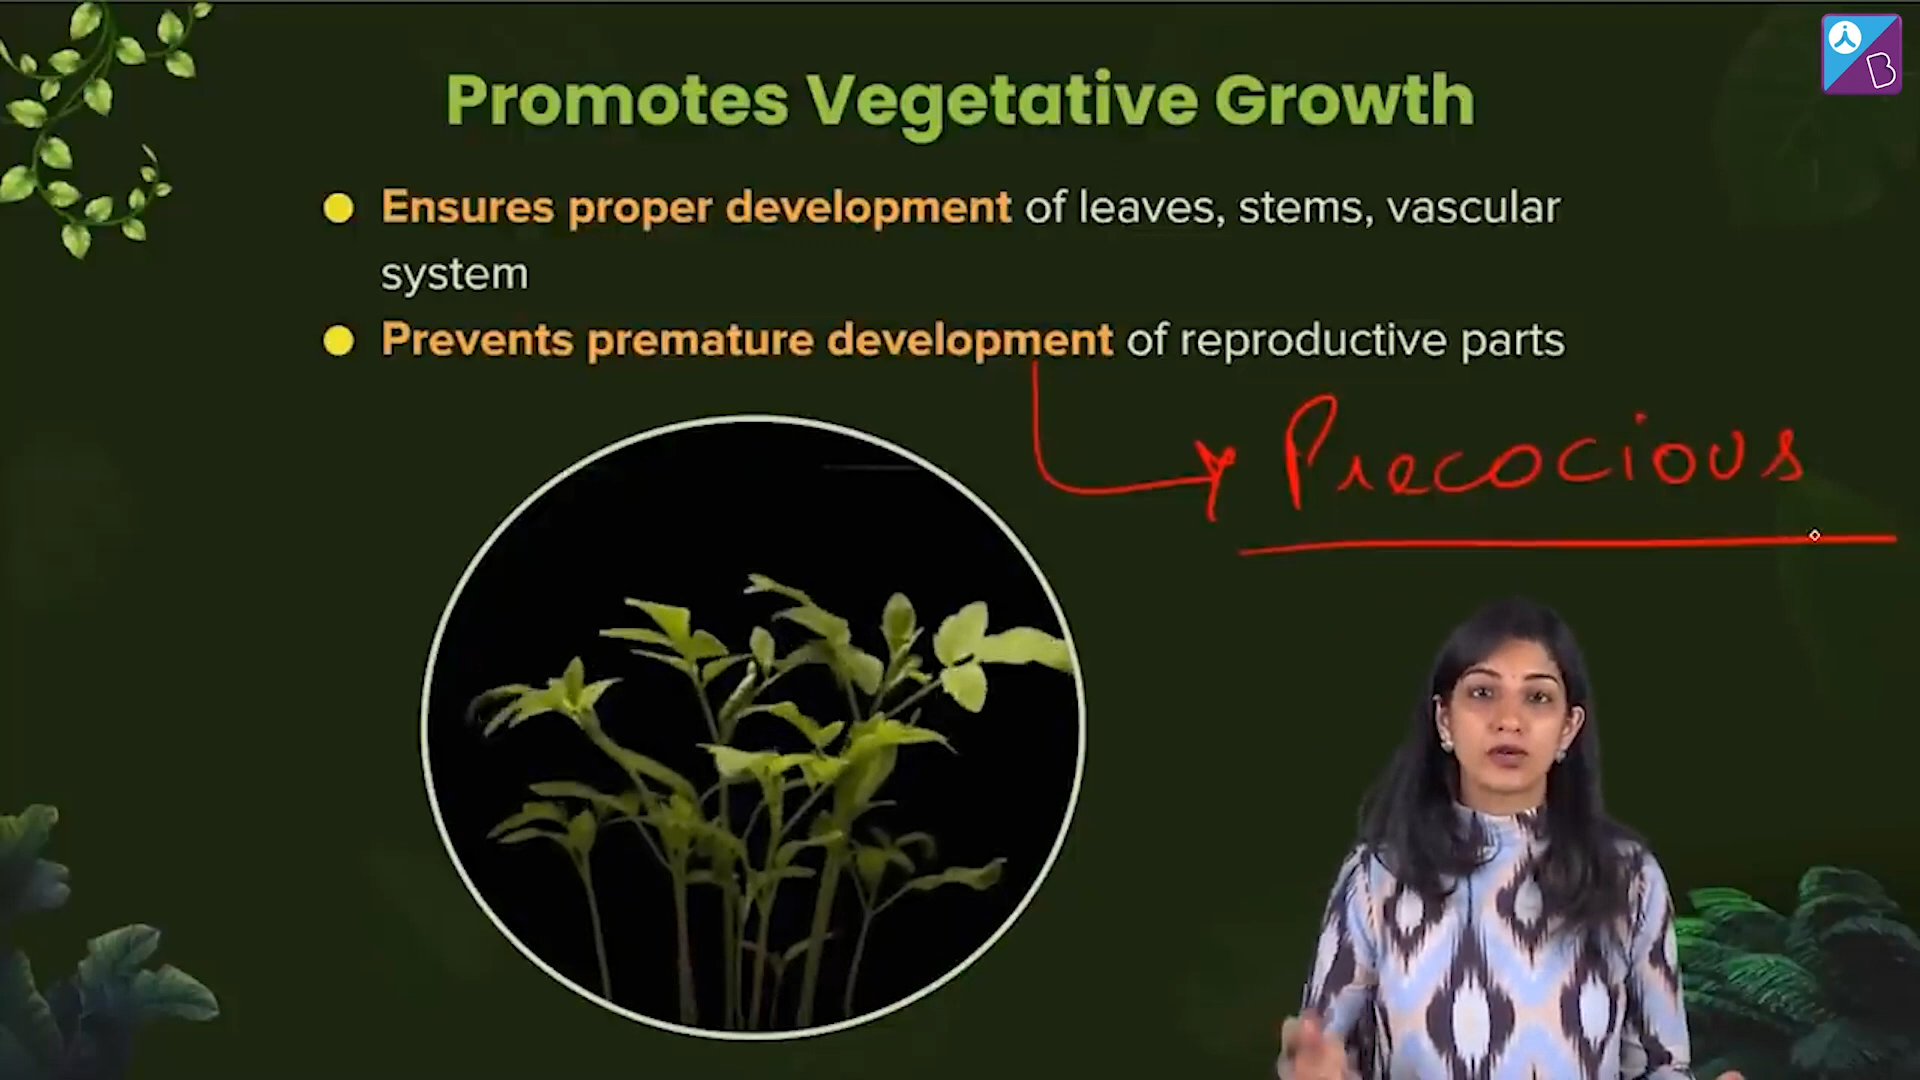 Promotes Vegetative Growth
Ensures proper development of leaves, stems, vascular
system
Prevents premature development of reproductive parts
Precocious
B